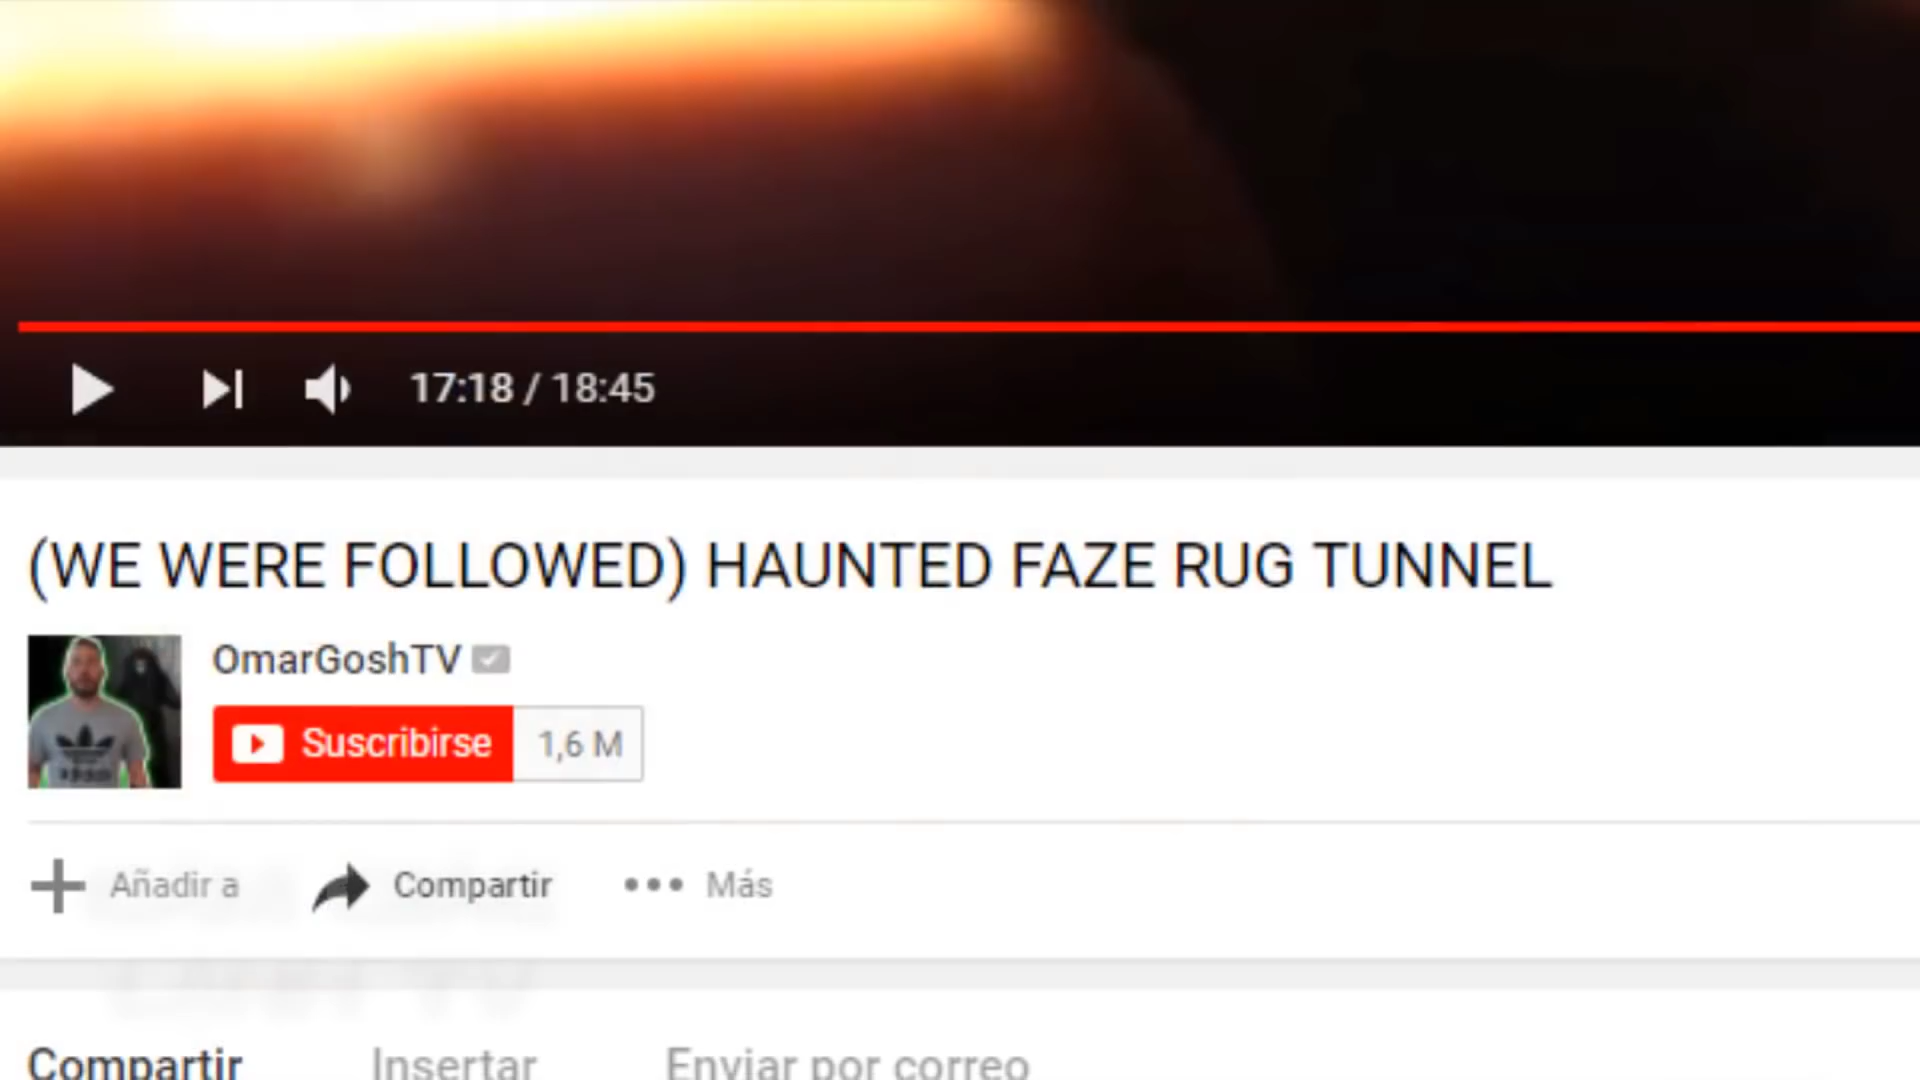 17:18 / 18:45
(WE WERE FOLLOWED) HAUNTED FAZE RUG TUNNEL
OmarGoshTV
Suscribirse 1,6 M
Añadir a Compartir Más
Compartir Insertar Enviar por correo